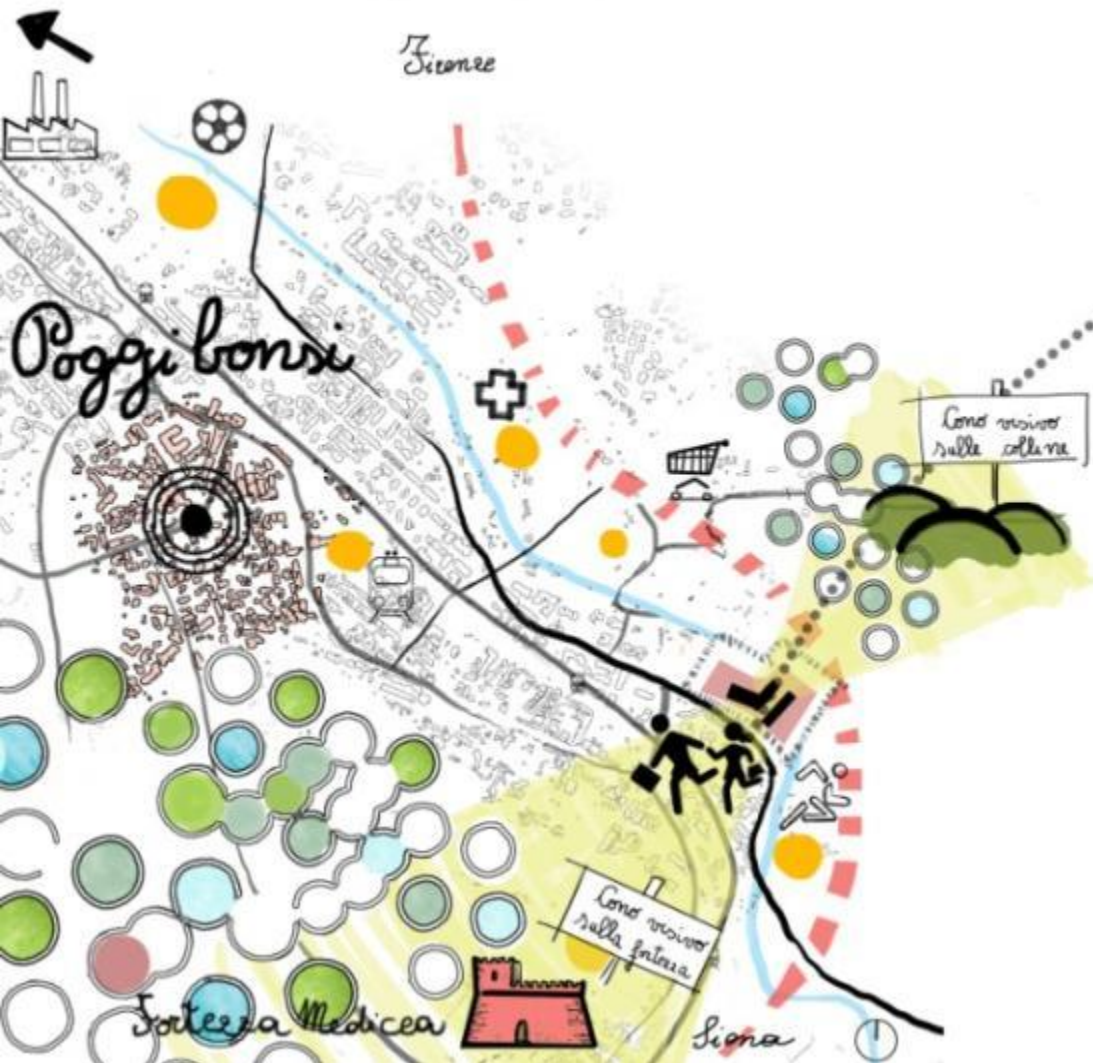 Firenze
Poggibonsi
Cono visivo
sulle colline
Cono visivo
sulla fortezza
Fortezza Medicea
Siena